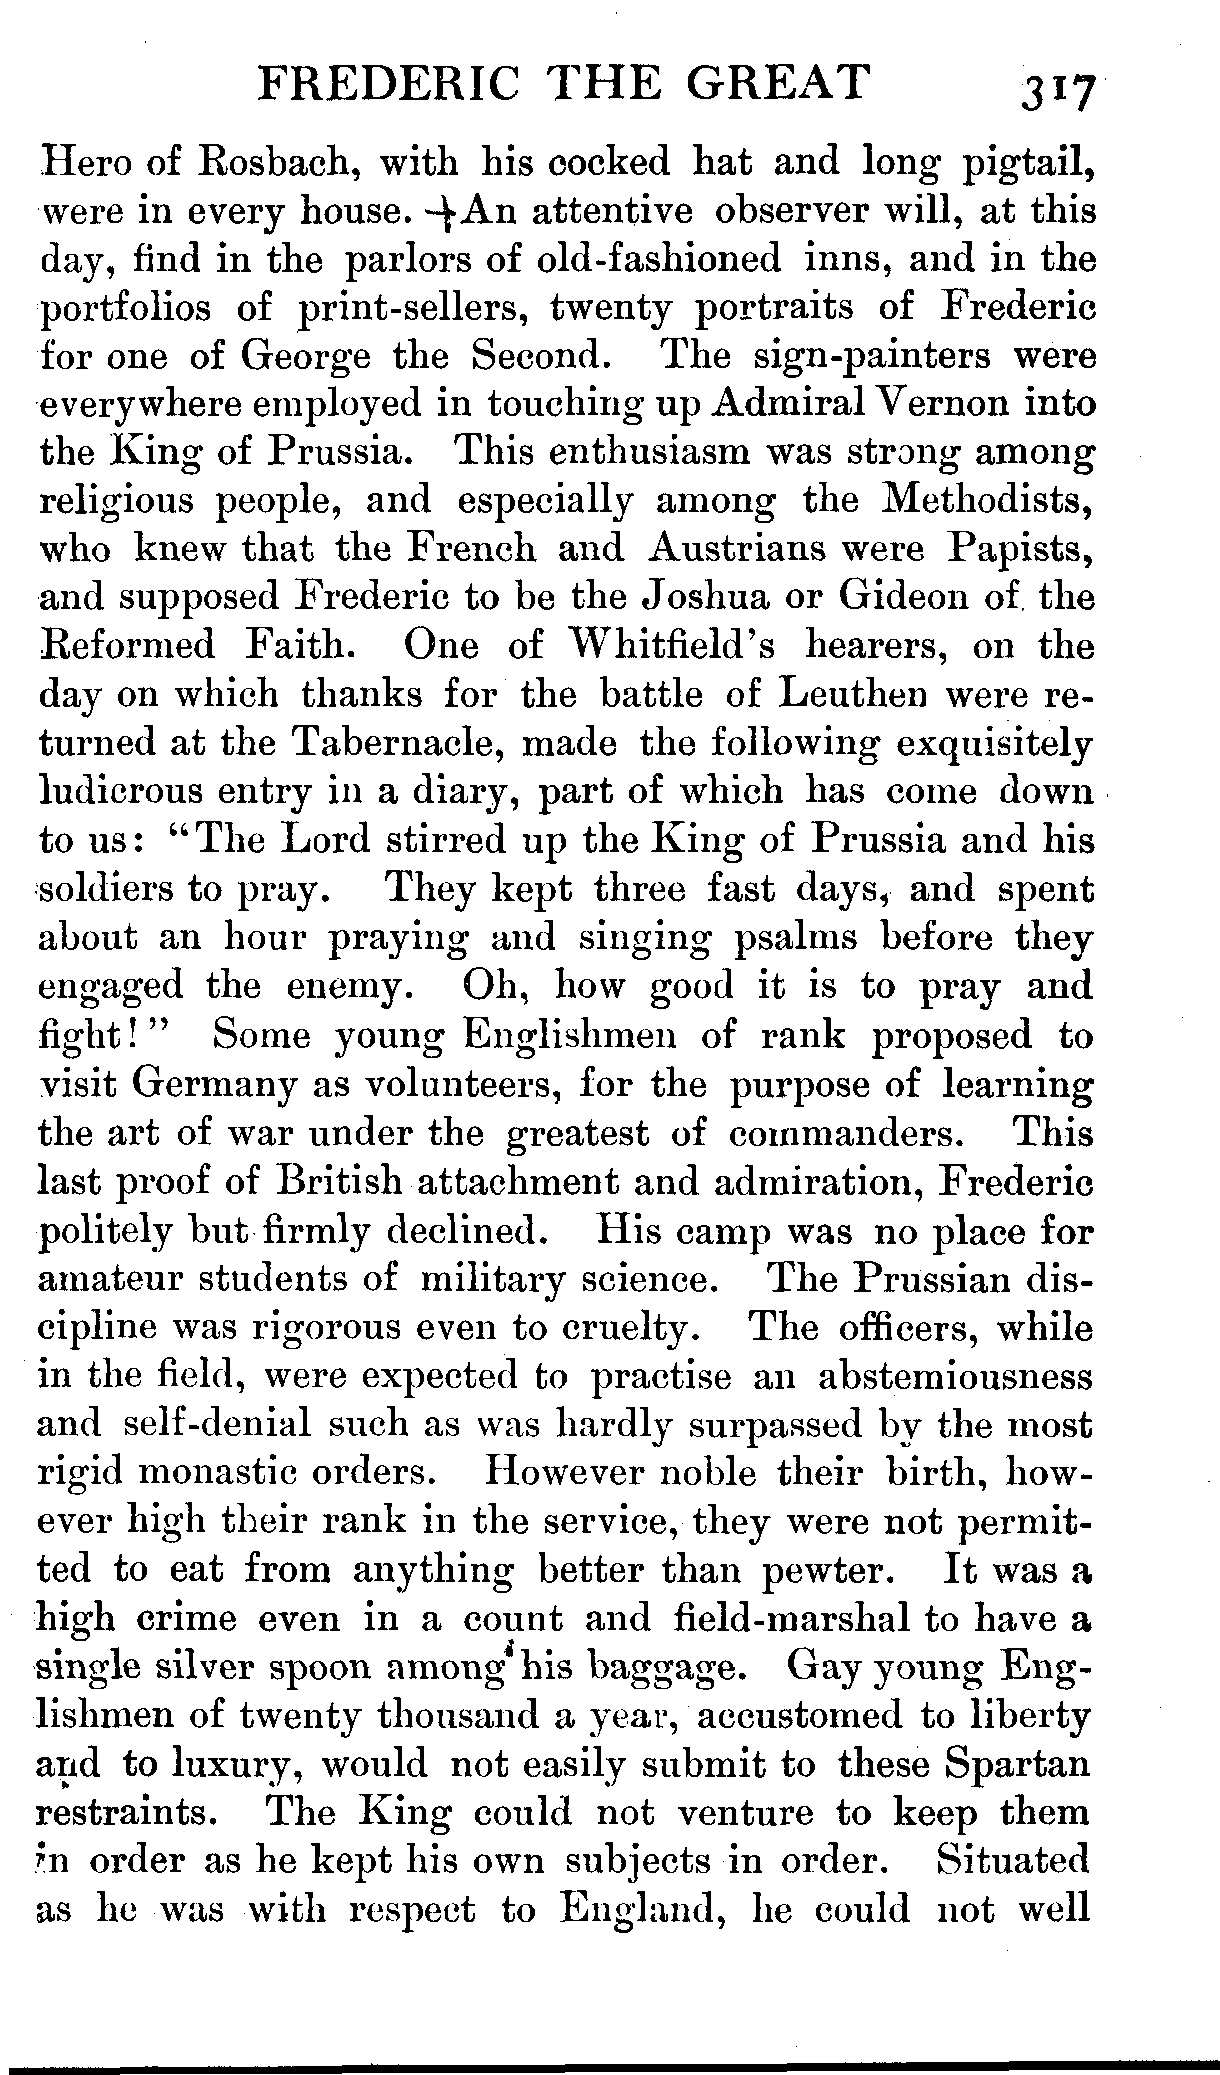 FREDERIC THE GREAT 317
Hero of Rosbach, with his cocked hat and long pigtail,
were in every house. An attentive observer will, at this
day, find in the parlors of old-fashioned inns, and in the
portfolios of print-sellers, twenty portraits of Frederic
for one of George the Second. The sign-painters were
everywhere employed in touching up Admiral Vernon into
the King of Prussia. This enthusiasm was strong among
religious people, and especially among the Methodists,
who knew that the French and Austrians were Papists,
and supposed Frederic to be the Joshua or Gideon of the
Reformed Faith. One of Whitfield's hearers, on the
day on which thanks for the battle of Leuthen were re-
turned at the Tabernacle, made the following exquisitely
ludicrous entry in a diary, part of which has come down
to us: "The Lord stirred up the King of Prussia and his
soldiers to pray. They kept three fast days, and spent
about an hour praying and singing psalms before they
engaged the enemy. Oh, how good it is to pray and
fight!" Some young Englishmen of rank proposed to
visit Germany as volunteers, for the purpose of learning
the art of war under the greatest of commanders. This
last proof of British attachment and admiration, Frederic
politely but firmly declined. His camp was no place for
amateur students of military science. The Prussian dis-
cipline was rigorous even to cruelty. The officers, while
in the field, were expected to practise an abstemiousness
and self-denial such as was hardly surpassed by the most
rigid monastic orders. However noble their birth, how-
ever high their rank in the service, they were not permit-
ted to eat from anything better than pewter. It was a
high crime even in a count and field-marshal to have a
single silver spoon among his baggage. Gay young Eng-
lishmen of twenty thousand a year, accustomed to liberty
and to luxury, would not easily submit to these Spartan
restraints. The King could not venture to keep them
in order as he kept his own subjects in order. Situated
as he was with respect to England, he could not well